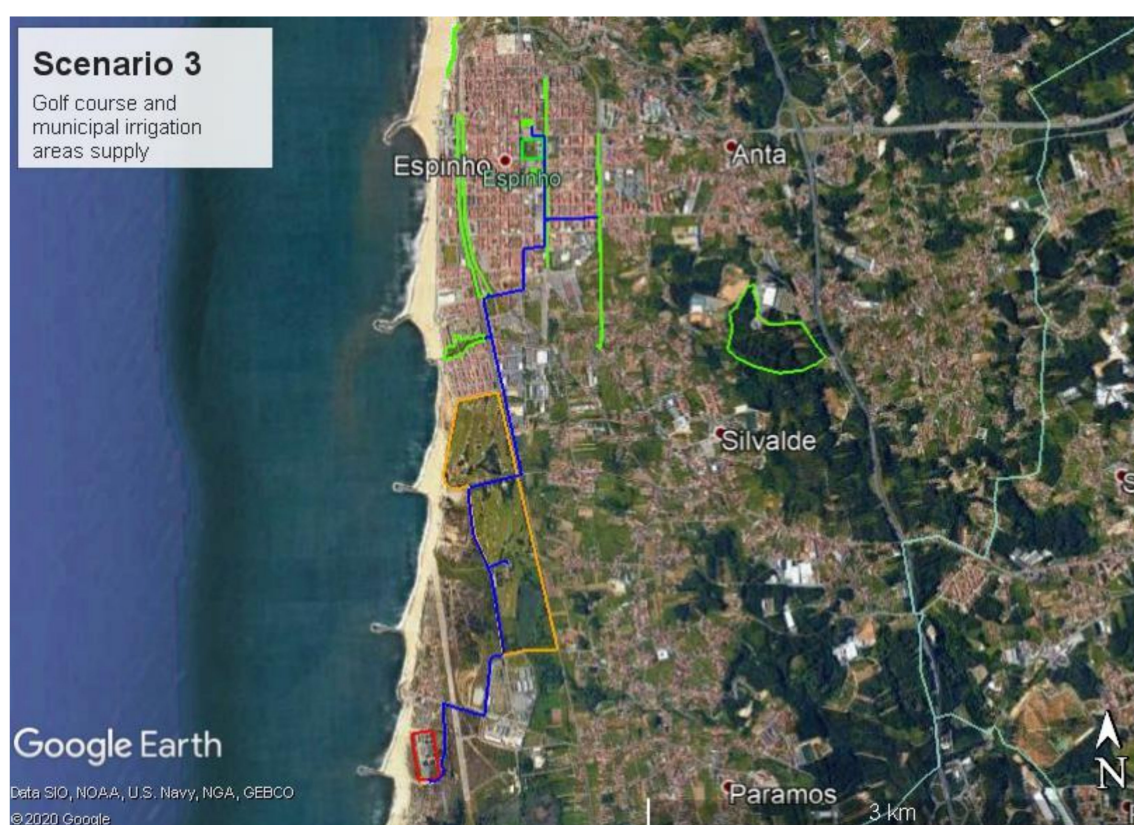 Scenario 3
Golf course and
municipal irrigation
areas supply
Espinho
Espinho
Anta
Silvalde
S
Google Earth
N
Data SIO, NOAA, U.S. Navy, NGA, GEBCO
© 2020 Google
Paramos
3 km